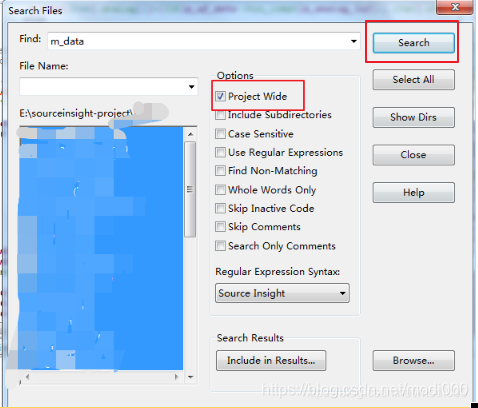 Search Files
Find:
m_data
Search
File Name:
Select All
E:\sourceinsight-project\
Show Dirs
Close
Help
Options
Project Wide
Include Subdirectories
Case Sensitive
Use Regular Expressions
Find Non-Matching
Whole Words Only
Skip Inactive Code
Skip Comments
Search Only Comments
Regular Expression Syntax:
Source Insight
Search Results
Include in Results...
Browse...
https://blog.csdn.net/modi000